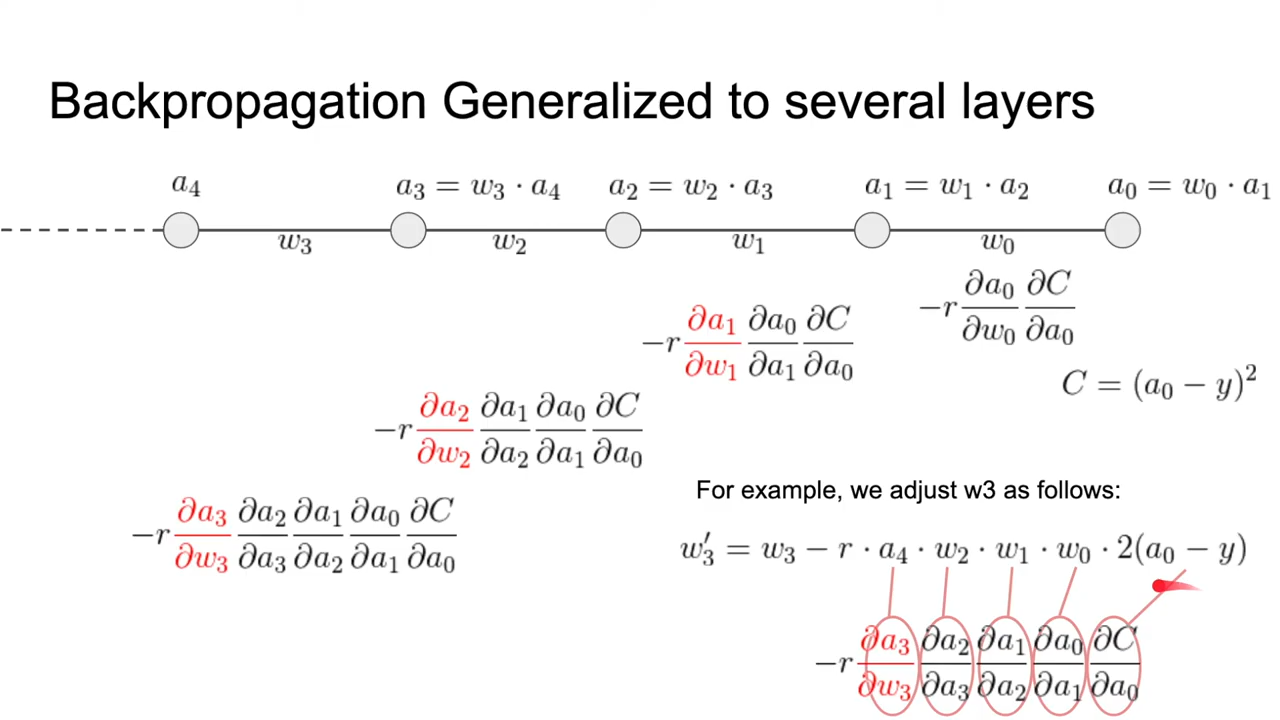 Backpropagation Generalized to several layers
a₄ a₃ = w₃ · a₄ a₂ = w₂ · a₃ a₁ = w₁ · a₂ a₀ = w₀ · a₁
w₃ w₂ w₁ w₀
−r ∂a₀/∂w₀ ∂C/∂a₀
−r ∂a₁/∂w₁ ∂a₀/∂a₁ ∂C/∂a₀
C = (a₀ − y)²
−r ∂a₂/∂w₂ ∂a₁/∂a₂ ∂a₀/∂a₁ ∂C/∂a₀
For example, we adjust w3 as follows:
−r ∂a₃/∂w₃ ∂a₂/∂a₃ ∂a₁/∂a₂ ∂a₀/∂a₁ ∂C/∂a₀
w₃′ = w₃ − r · a₄ · w₂ · w₁ · w₀ · 2(a₀ − y)
−r ∂a₃/∂w₃ ∂a₂/∂a₃ ∂a₁/∂a₂ ∂a₀/∂a₁ ∂C/∂a₀